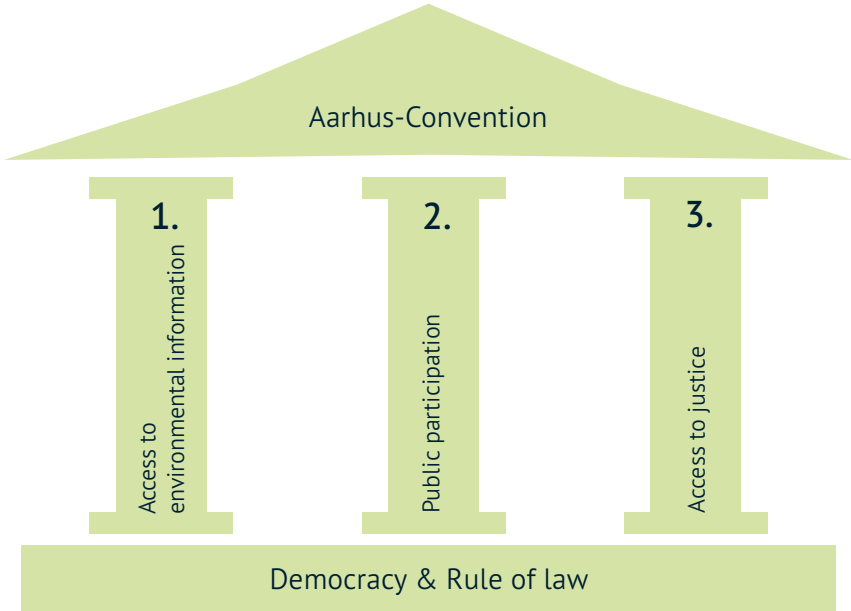 Aarhus-Convention
1.
Access to
environmental information
2.
Public participation
3.
Access to justice
Democracy & Rule of law